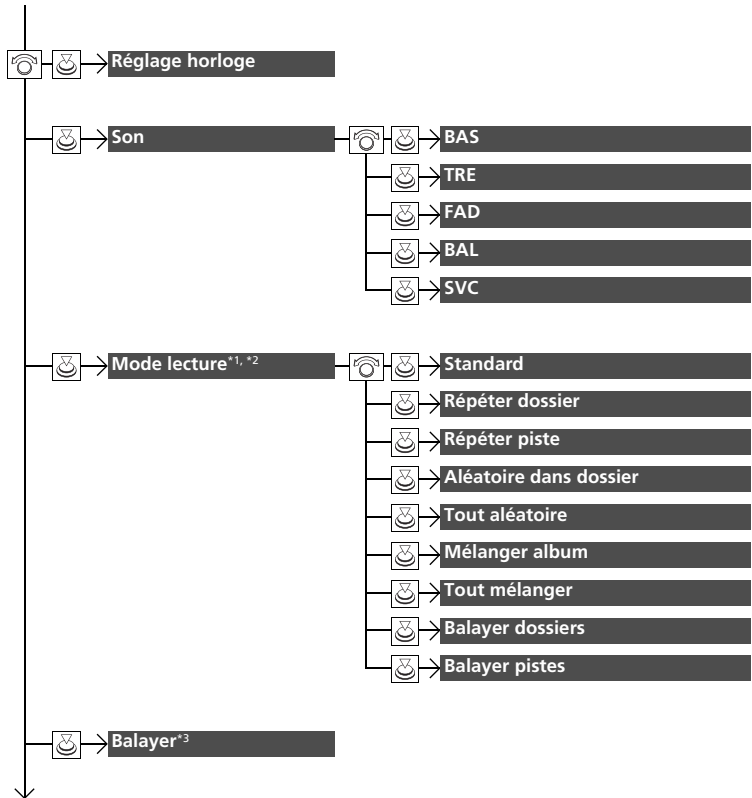 Réglage horloge
Son
BAS
TRE
FAD
BAL
SVC
Mode lecture*1, *2
Standard
Répéter dossier
Répéter piste
Aléatoire dans dossier
Tout aléatoire
Mélanger album
Tout mélanger
Balayer dossiers
Balayer pistes
Balayer*3